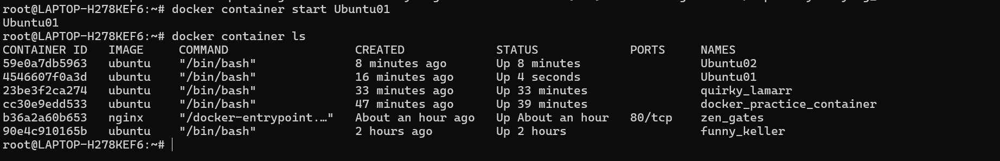 root@LAPTOP-H278KEF6:~# docker container start Ubuntu01
Ubuntu01
root@LAPTOP-H278KEF6:~# docker container ls
CONTAINER ID   IMAGE     COMMAND                  CREATED             STATUS             PORTS     NAMES
59e0a7db5963   ubuntu    "/bin/bash"              8 minutes ago       Up 8 minutes                 Ubuntu02
4546607f0a3d   ubuntu    "/bin/bash"              16 minutes ago      Up 4 seconds                 Ubuntu01
23be3f2ca274   ubuntu    "/bin/bash"              33 minutes ago      Up 33 minutes                quirky_lamarr
cc30e9edd533   ubuntu    "/bin/bash"              47 minutes ago      Up 39 minutes                docker_practice_container
b36a2a60b653   nginx     "/docker-entrypoint.…"   About an hour ago   Up About an hour   80/tcp    zen_gates
90e4c910165b   ubuntu    "/bin/bash"              2 hours ago         Up 2 hours                   funny_keller
root@LAPTOP-H278KEF6:~#